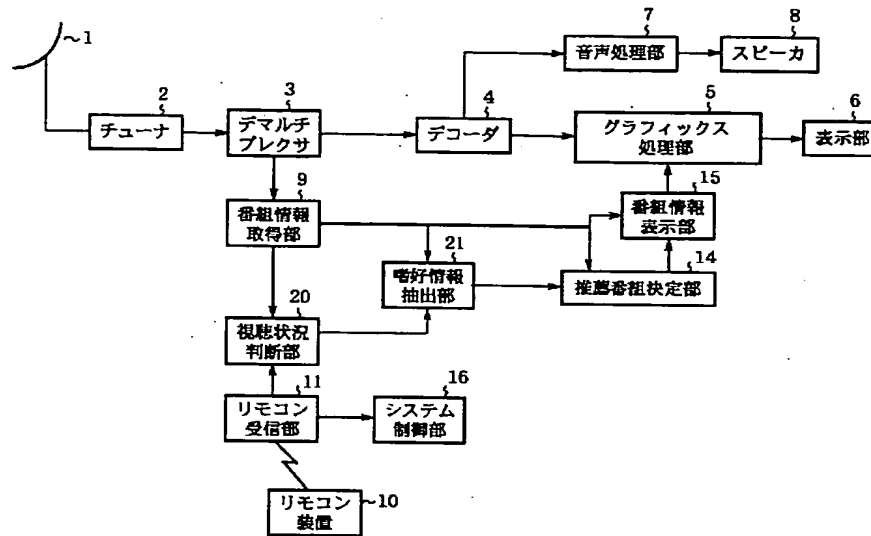 ~1
7
音声処理部
8
スピーカ
2
チューナ
3
デマルチ
プレクサ
4
デコーダ
5
グラフィックス
処理部
6
表示部
9
番組情報
取得部
15
番組情報
表示部
21
嗜好情報
抽出部
14
推薦番組決定部
20
視聴状況
判断部
11
リモコン
受信部
16
システム
制御部
リモコン
装置
~10